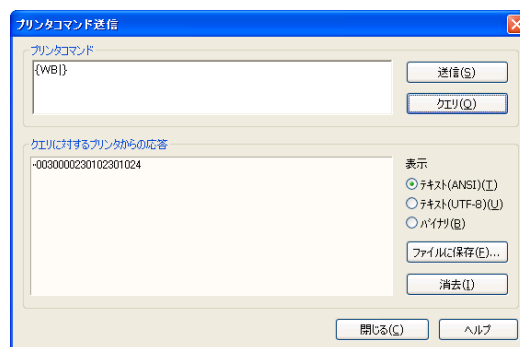 プリンタコマンド送信
プリンタコマンド
{WB|}
送信(S)
クエリ(Q)
クエリに対するプリンタからの応答
··0030000230102301024
表示
テキスト(ANSI)(T)
テキスト(UTF-8)(U)
バイナリ(B)
ファイルに保存(F)...
消去(I)
閉じる(C)
ヘルプ